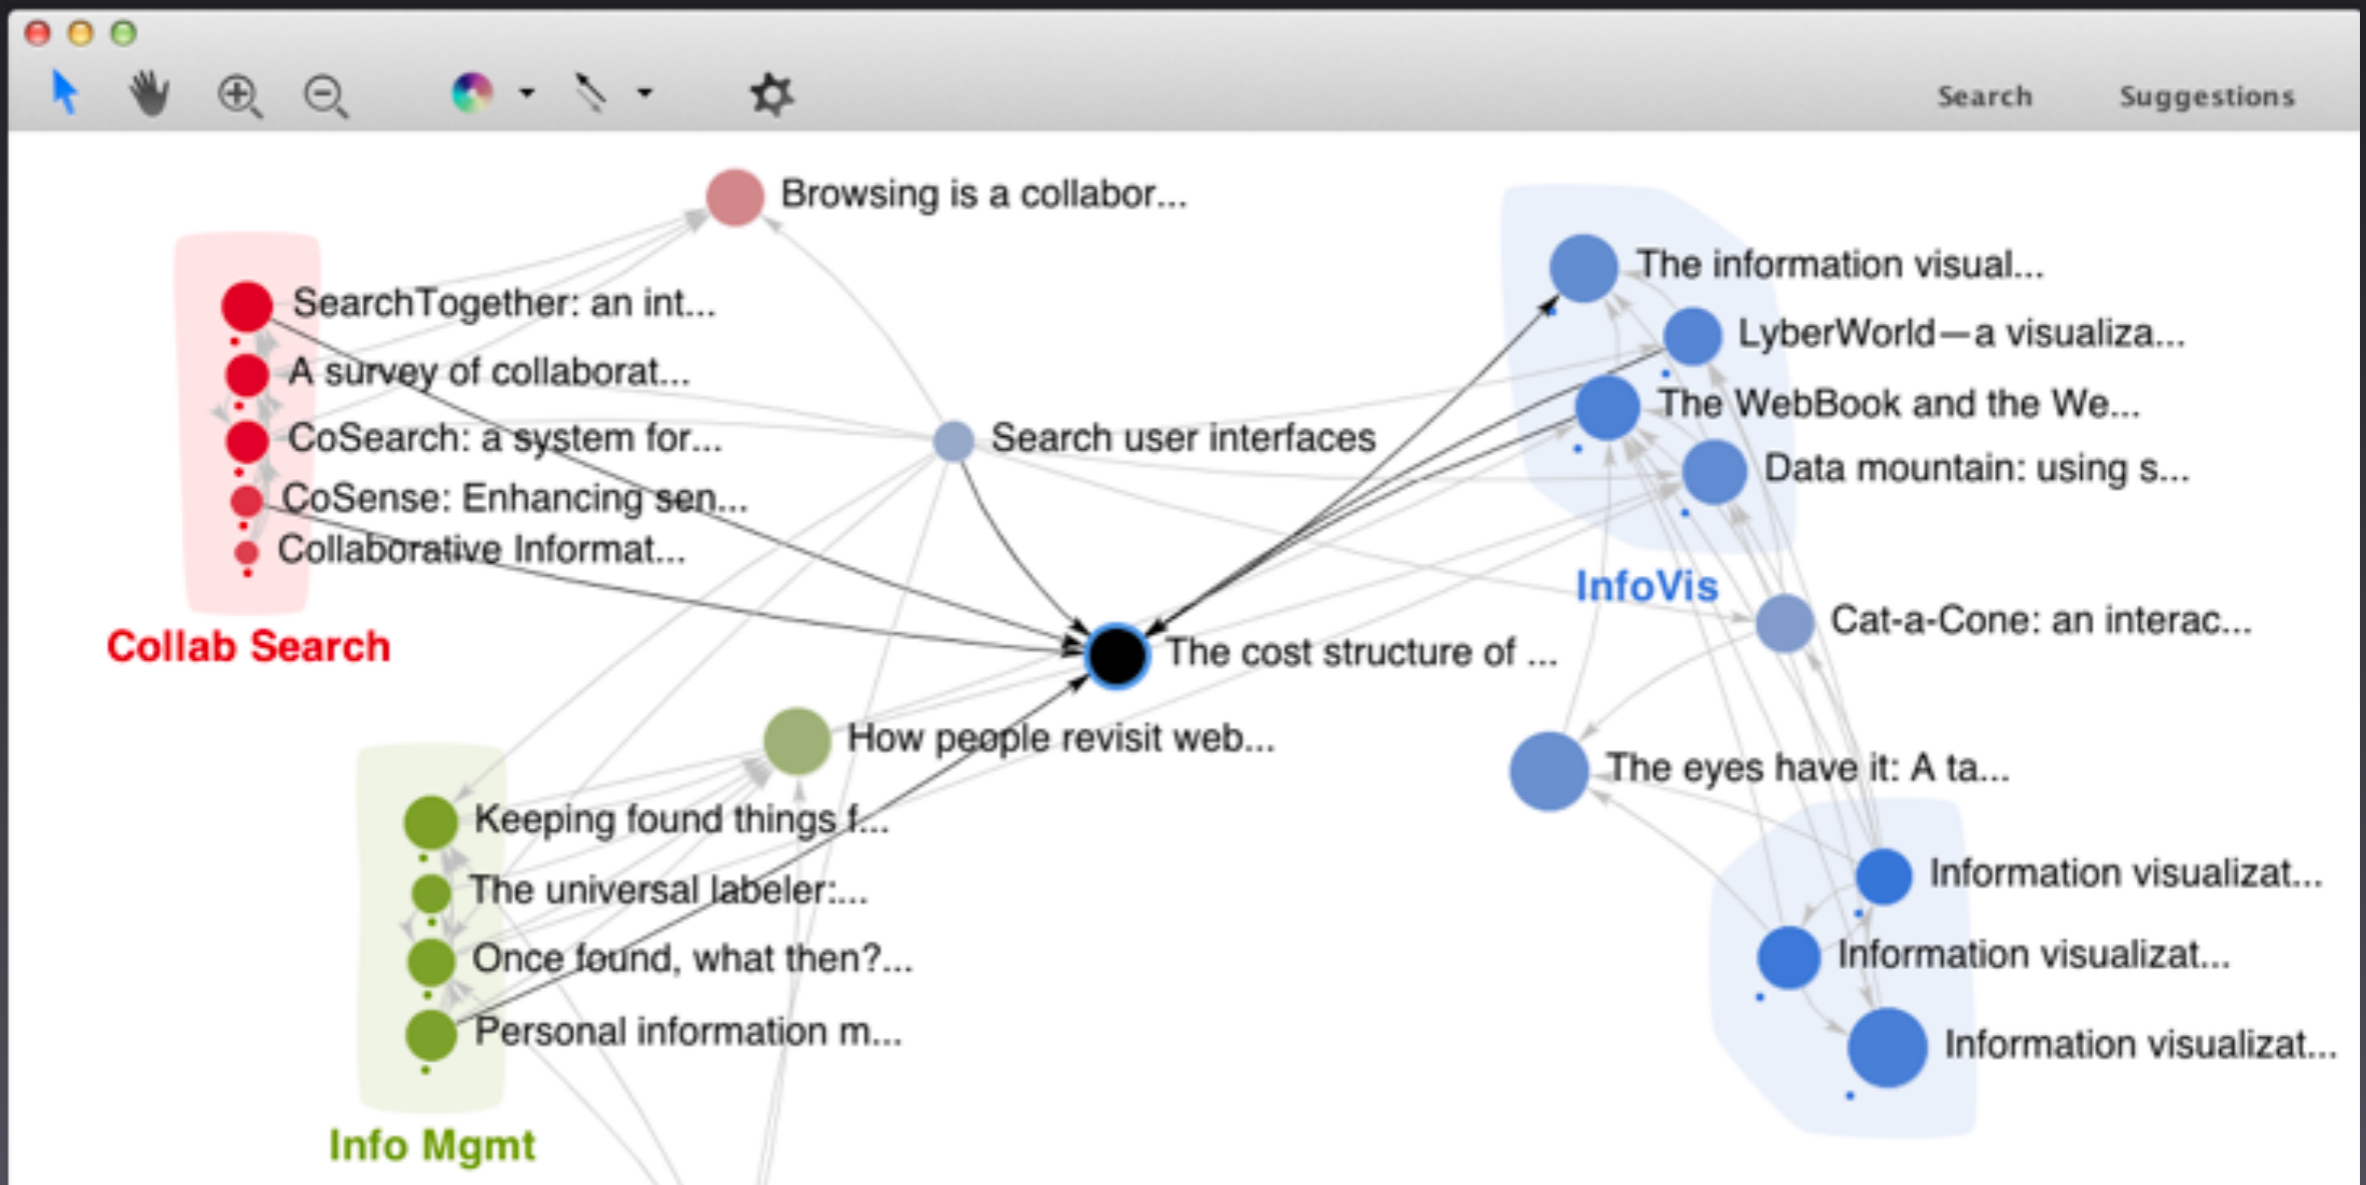 Search
Suggestions
Browsing is a collabor...
The information visual...
SearchTogether: an int...
LyberWorld—a visualiza...
A survey of collaborat...
The WebBook and the We...
CoSearch: a system for...
Search user interfaces
Data mountain: using s...
CoSense: Enhancing sen...
Collaborative Informat...
InfoVis
Cat-a-Cone: an interac...
Collab Search
The cost structure of ...
How people revisit web...
The eyes have it: A ta...
Keeping found things f...
The universal labeler:...
Information visualizat...
Once found, what then?...
Information visualizat...
Personal information m...
Information visualizat...
Info Mgmt